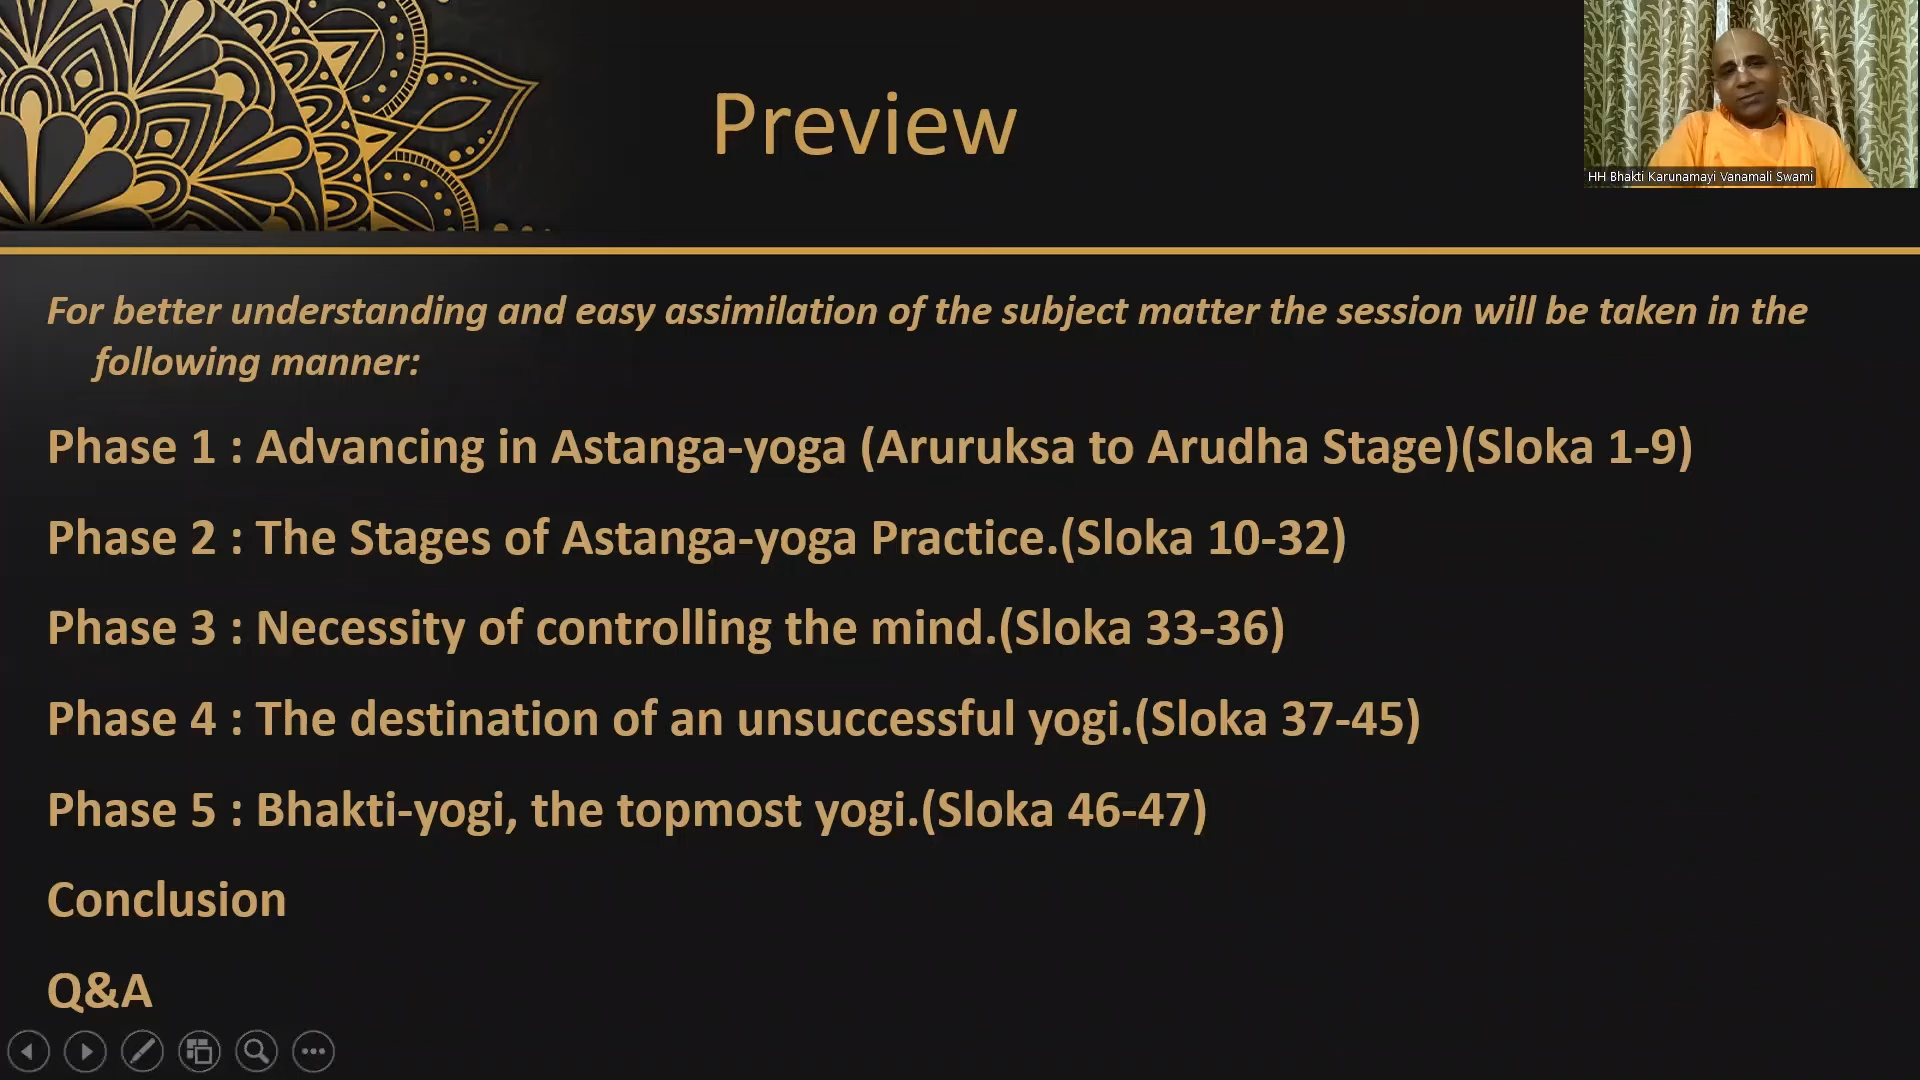 Preview
HH Bhakti Karunamayi Vanamali Swami
For better understanding and easy assimilation of the subject matter the session will be taken in the
following manner:
Phase 1 : Advancing in Astanga-yoga (Aruruksa to Arudha Stage)(Sloka 1-9)
Phase 2 : The Stages of Astanga-yoga Practice.(Sloka 10-32)
Phase 3 : Necessity of controlling the mind.(Sloka 33-36)
Phase 4 : The destination of an unsuccessful yogi.(Sloka 37-45)
Phase 5 : Bhakti-yogi, the topmost yogi.(Sloka 46-47)
Conclusion
Q&A